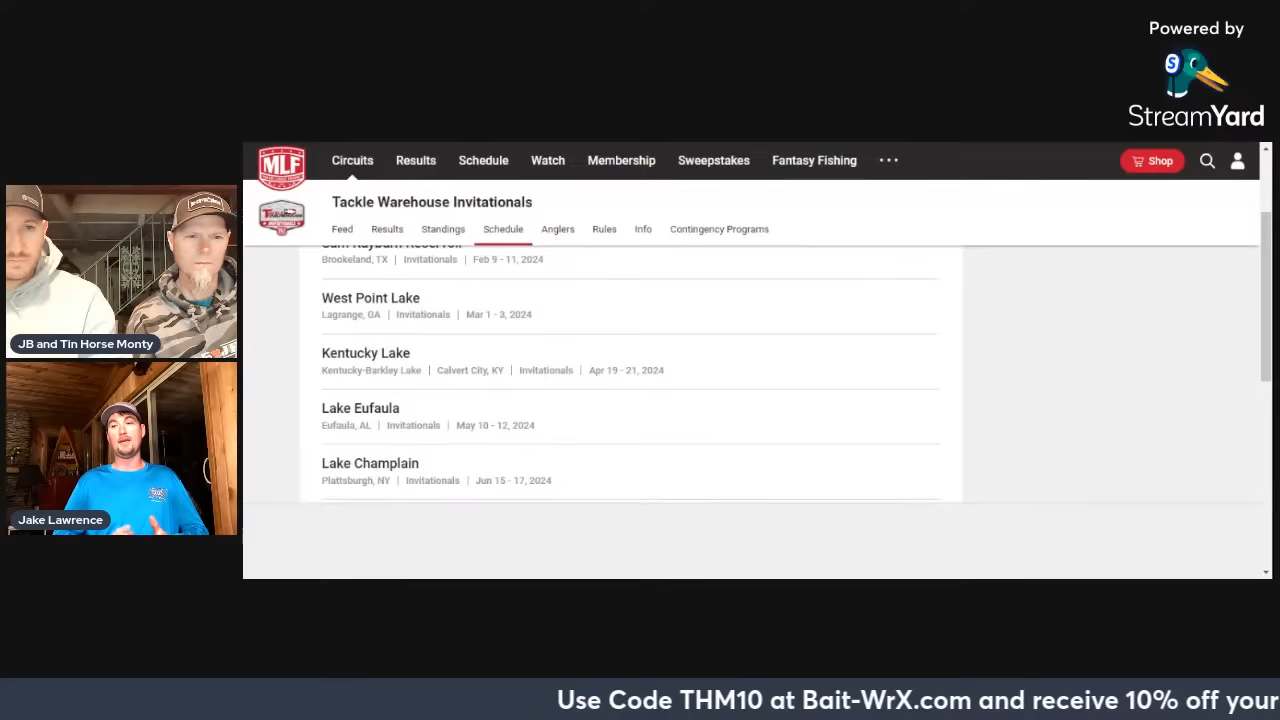 Powered by
StreamYard
MLF
Circuits Results Schedule Watch Membership Sweepstakes Fantasy Fishing ••• Shop
Tackle Warehouse Invitationals
Feed Results Standings Schedule Anglers Rules Info Contingency Programs
Sam Rayburn Reservoir
Brookeland, TX | Invitationals | Feb 9 - 11, 2024
West Point Lake
Lagrange, GA | Invitationals | Mar 1 - 3, 2024
Kentucky Lake
Kentucky-Barkley Lake | Calvert City, KY | Invitationals | Apr 19 - 21, 2024
Lake Eufaula
Eufaula, AL | Invitationals | May 10 - 12, 2024
Lake Champlain
Plattsburgh, NY | Invitationals | Jun 15 - 17, 2024
JB and Tin Horse Monty
Jake Lawrence
Use Code THM10 at Bait-WrX.com and receive 10% off your